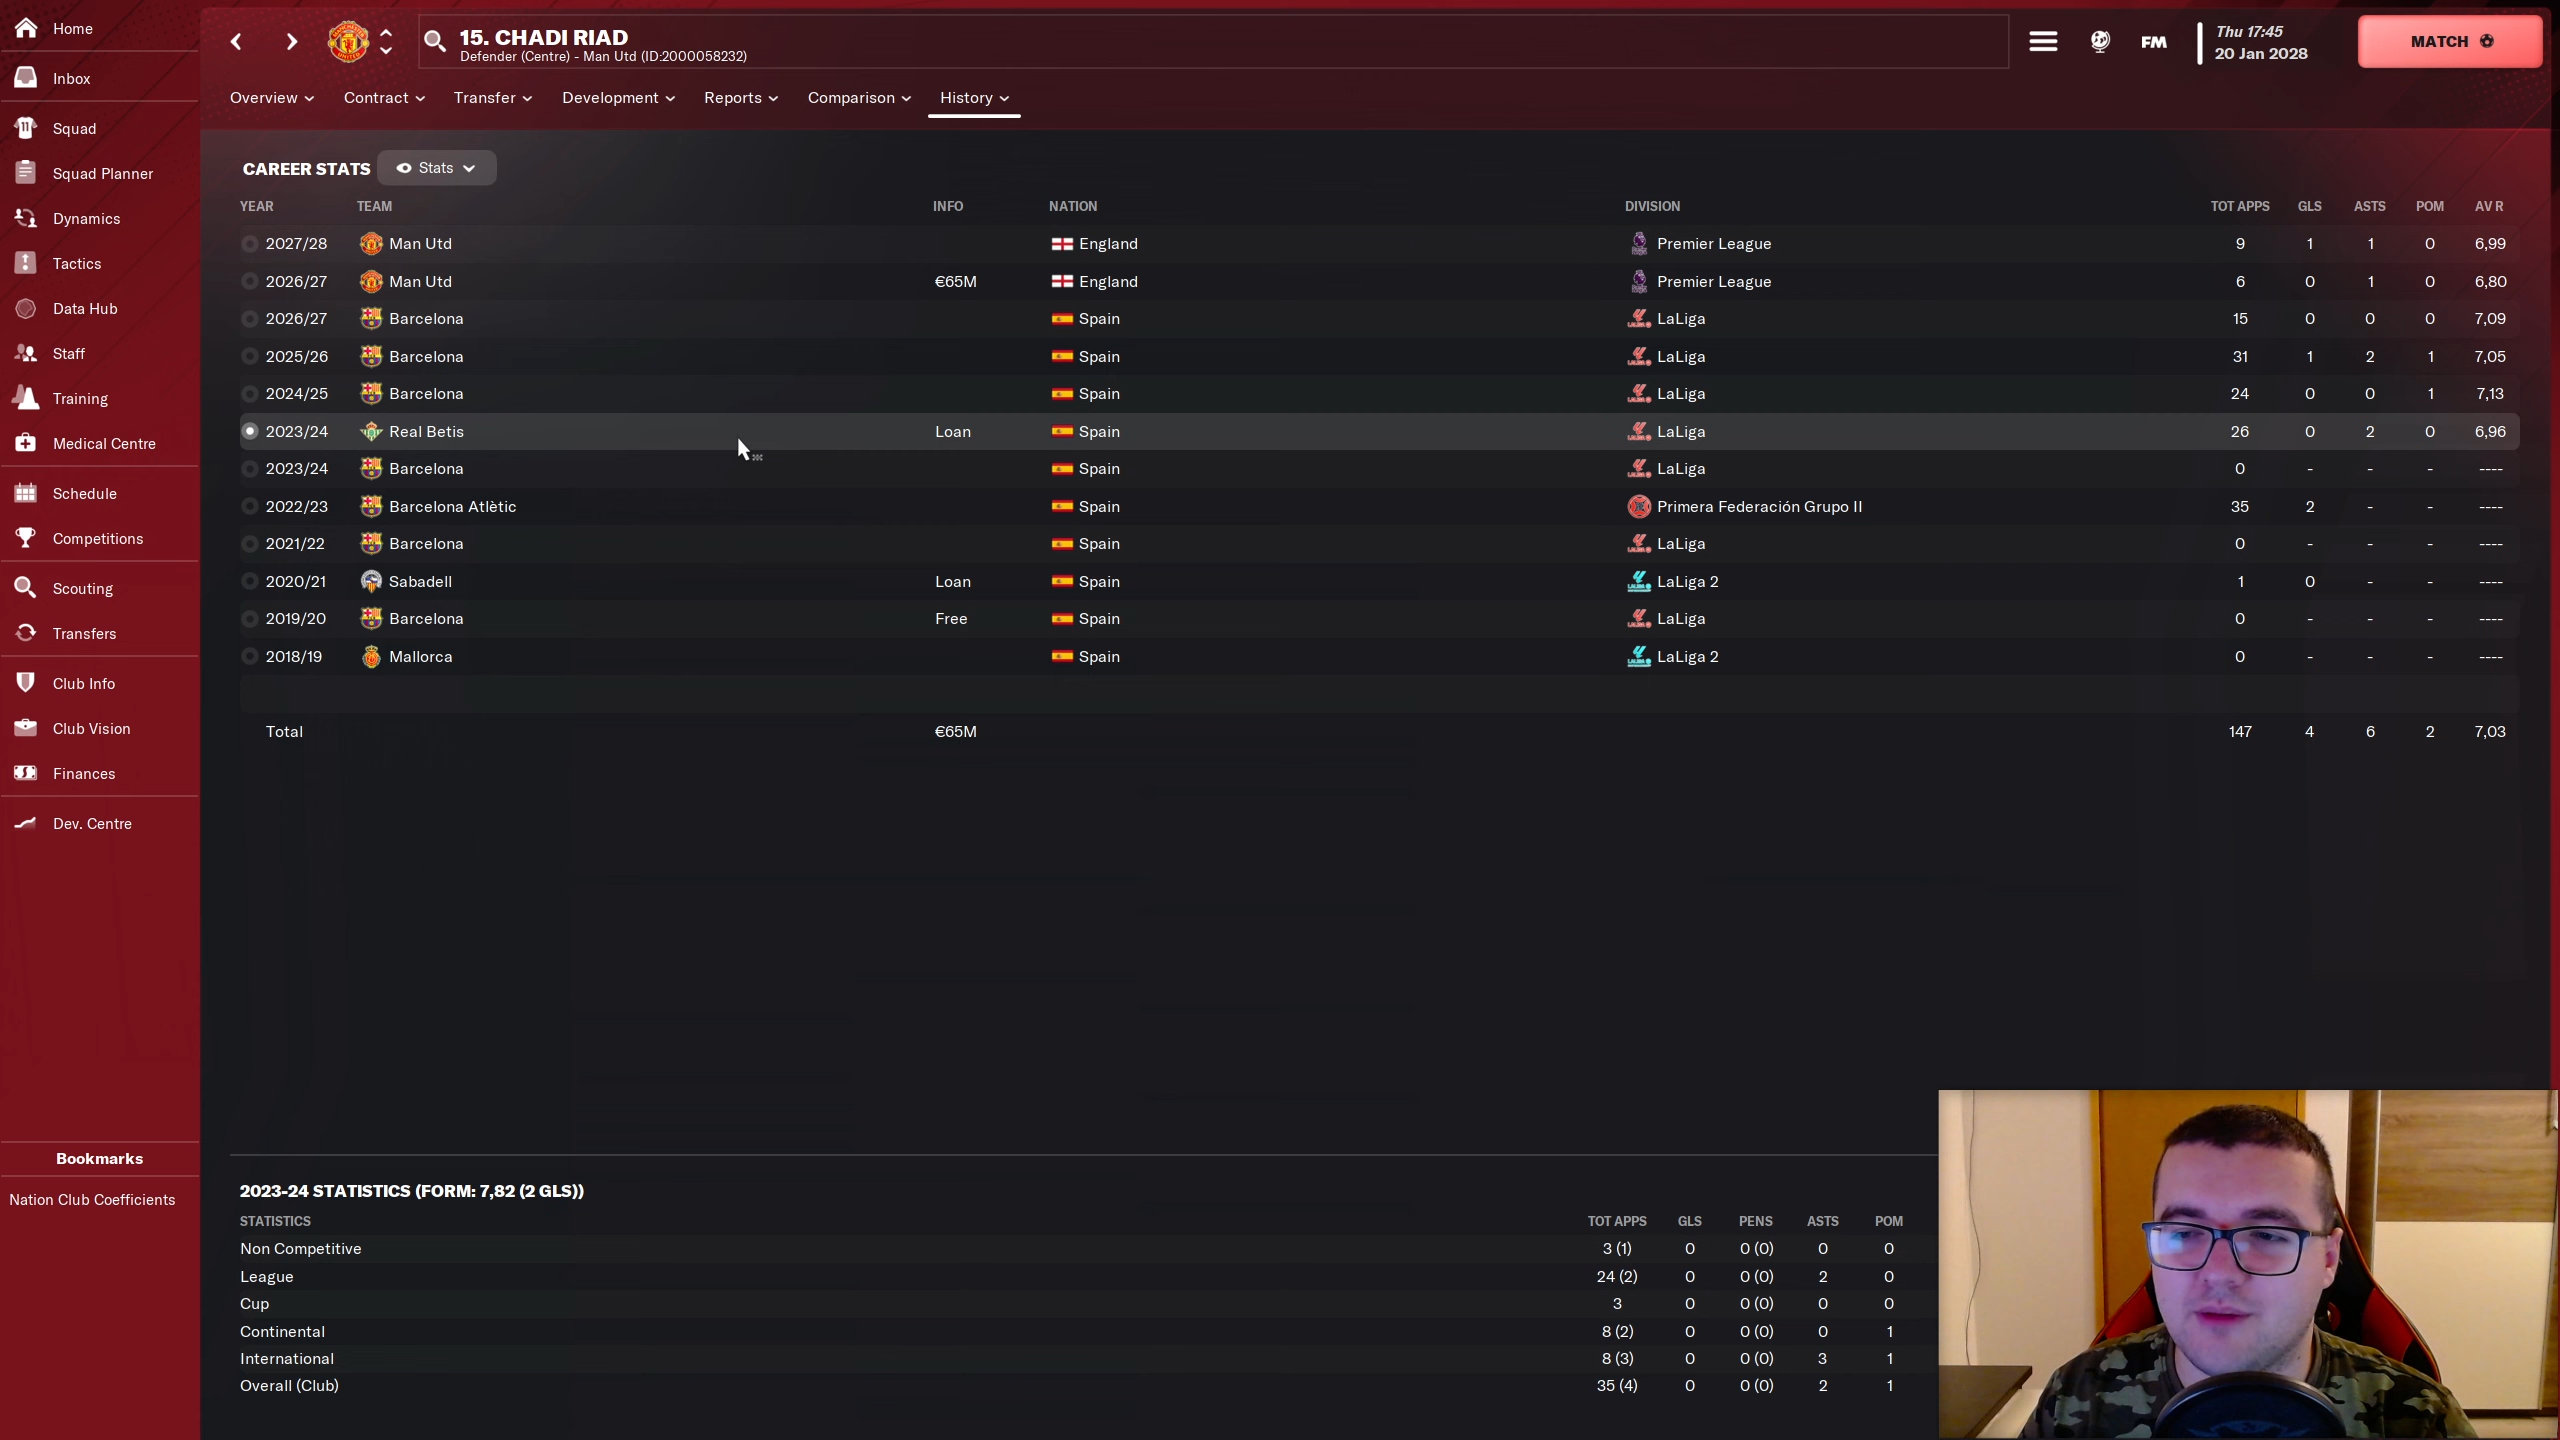 Home
Inbox
Squad
Squad Planner
Dynamics
Tactics
Data Hub
Staff
Training
Medical Centre
Schedule
Competitions
Scouting
Transfers
Club Info
Club Vision
Finances
Dev. Centre
Bookmarks
Nation Club Coefficients
15. CHADI RIAD
Defender (Centre) - Man Utd (ID:2000058232)
FM
Thu 17:45
20 Jan 2028
MATCH
Overview Contract Transfer Development Reports Comparison History
CAREER STATS Stats
YEAR TEAM INFO NATION DIVISION TOT APPS GLS ASTS POM AV R
2027/28 Man Utd England Premier League 9 1 1 0 6,99
2026/27 Man Utd €65M England Premier League 6 0 1 0 6,80
2026/27 Barcelona Spain LaLiga 15 0 0 0 7,09
2025/26 Barcelona Spain LaLiga 31 1 2 1 7,05
2024/25 Barcelona Spain LaLiga 24 0 0 1 7,13
2023/24 Real Betis Loan Spain LaLiga 26 0 2 0 6,96
2023/24 Barcelona Spain LaLiga 0 - - - ----
2022/23 Barcelona Atlètic Spain Primera Federación Grupo II 35 2 - - ----
2021/22 Barcelona Spain LaLiga 0 - - - ----
2020/21 Sabadell Loan Spain LaLiga 2 1 0 - - ----
2019/20 Barcelona Free Spain LaLiga 0 - - - ----
2018/19 Mallorca Spain LaLiga 2 0 - - - ----
Total €65M 147 4 6 2 7,03
2023-24 STATISTICS (FORM: 7,82 (2 GLS))
STATISTICS TOT APPS GLS PENS ASTS POM
Non Competitive 3 (1) 0 0 (0) 0 0
League 24 (2) 0 0 (0) 2 0
Cup 3 0 0 (0) 0 0
Continental 8 (2) 0 0 (0) 0 1
International 8 (3) 0 0 (0) 3 1
Overall (Club) 35 (4) 0 0 (0) 2 1